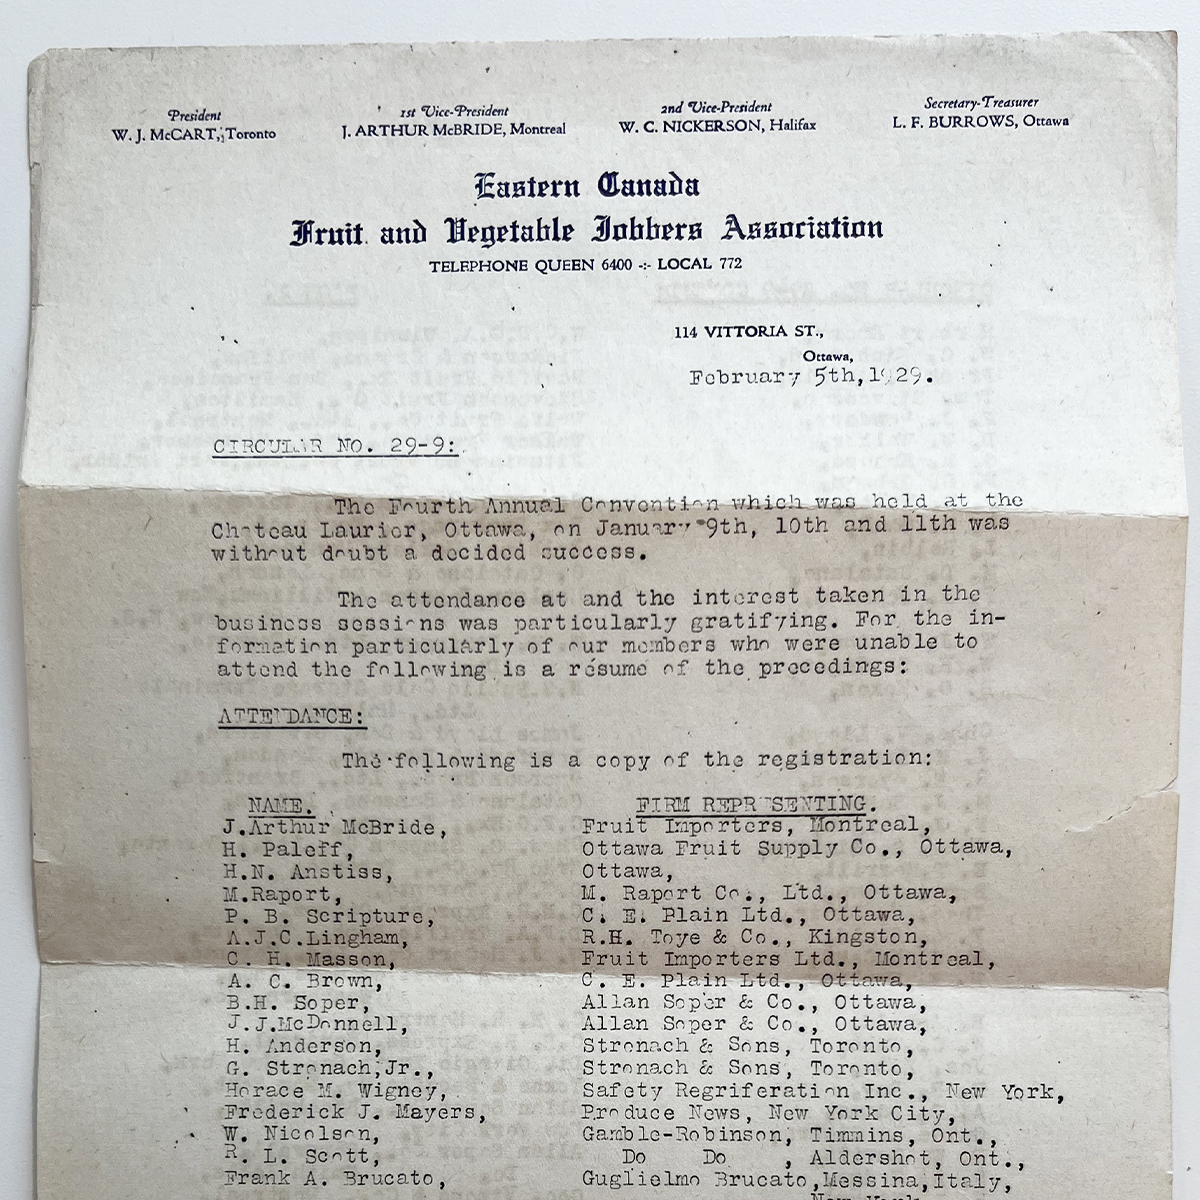 President 1st Vice-President 2nd Vice-President Secretary-Treasurer
W. J. McCART, Toronto J. ARTHUR McBRIDE, Montreal W. C. NICKERSON, Halifax L. F. BURROWS, Ottawa
Eastern Canada
Fruit and Vegetable Jobbers Association
TELEPHONE QUEEN 6400 -:- LOCAL 772
114 VITTORIA ST.,
Ottawa,
February 5th, 1929.
CIRCULAR NO. 29-9:
The Fourth Annual Convention which was held at the
Chateau Laurier, Ottawa, on January 9th, 10th and 11th was
without doubt a decided success.
The attendance at and the interest taken in the
business sessions was particularly gratifying. For the in-
formation particularly of our members who were unable to
attend the following is a résume of the precedings:
ATTENDANCE:
The following is a copy of the registration:
NAME. FIRM REPRESENTING.
J.Arthur McBride, Fruit Importers, Montreal,
H. Paleff, Ottawa Fruit Supply Co., Ottawa,
H.N. Anstiss, Ottawa,
M.Raport, M. Raport Co., Ltd., Ottawa,
P. B. Scripture, C. E. Plain Ltd., Ottawa,
A.J.C.Lingham, R.H. Toye & Co., Kingston,
C. H. Masson, Fruit Importers Ltd., Montreal,
A. C. Brown, C. E. Plain Ltd., Ottawa,
B.H. Soper, Allan Soper & Co., Ottawa,
J.J.McDonnell, Allan Soper & Co., Ottawa,
H. Anderson, Stronach & Sons, Toronto,
G. Stronach,Jr., Stronach & Sons, Toronto,
Horace M. Wigney, Safety Regriferation Inc., New York,
Frederick J. Mayers, Produce News, New York City,
W. Nicolson, Gamble-Robinson, Timmins, Ont.,
R. L. Scott, Do Do , Aldershot, Ont.,
Frank A. Brucato, Guglielmo Brucato,Messina,Italy,